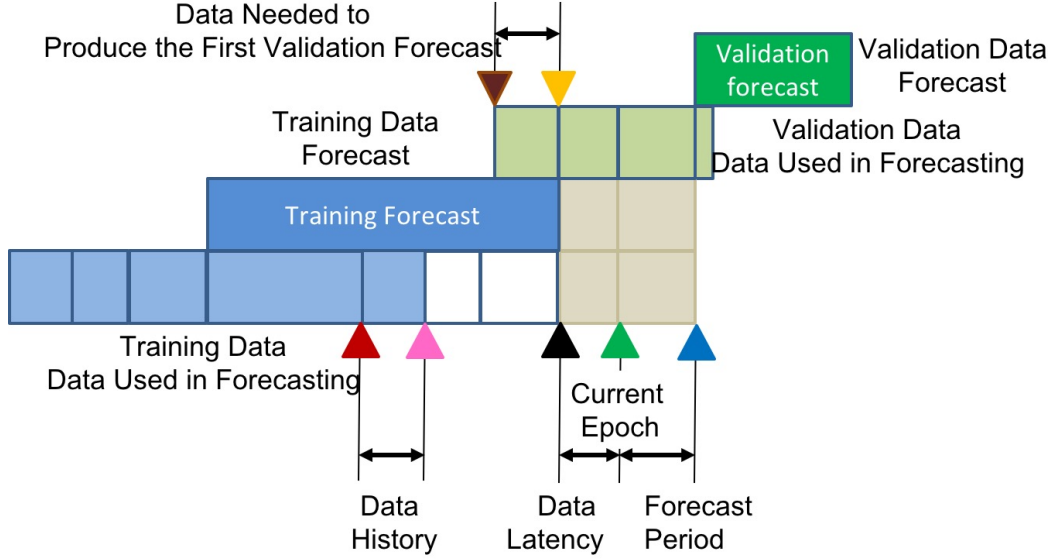 Data Needed to
Produce the First Validation Forecast
Validation
forecast
Validation Data
Forecast
Training Data
Forecast
Validation Data
Data Used in Forecasting
Training Forecast
Training Data
Data Used in Forecasting
Current
Epoch
Data
History
Data
Latency
Forecast
Period